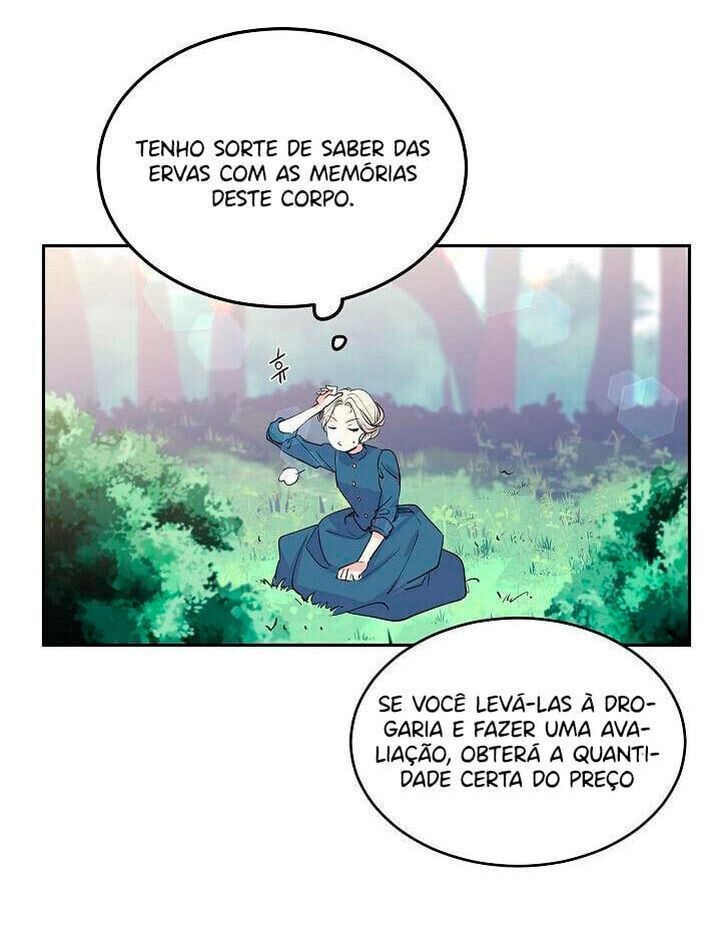 TENHO SORTE DE SABER DAS
ERVAS COM AS MEMÓRIAS
DESTE CORPO.
휴
SE VOCÊ LEVÁ-LAS À DRO-
GARIA E FAZER UMA AVA-
LIAÇÃO, OBTERÁ A QUANTI-
DADE CERTA DO PREÇO